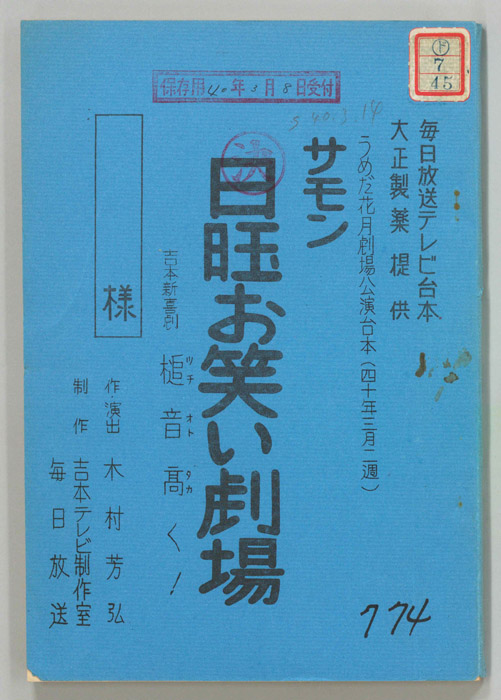 毎日放送テレビ台本
大正製薬提供
うめだ花月劇場公演台本(四十年三月二週)
サモン
日旺お笑い劇場
吉本新喜劇
槌音高く!
ツチ オト タカ
作・演出 木村芳弘
制作 吉本テレビ制作室
毎日放送
様
保存用40年3月8日受付
S40.3.14
ト
7
45
774